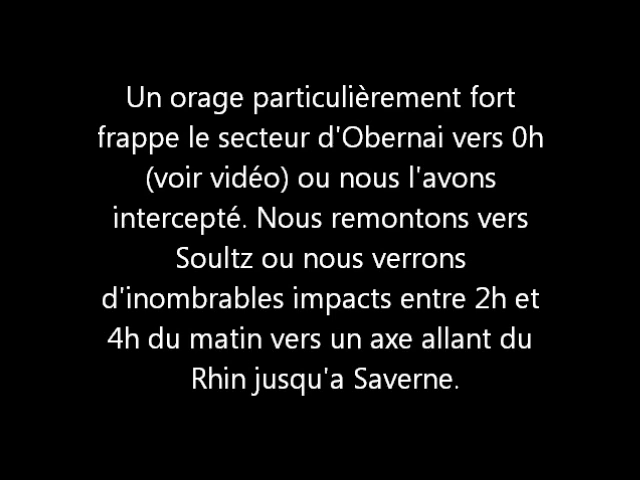 Un orage particulièrement fort
frappe le secteur d'Obernai vers 0h
(voir vidéo) ou nous l'avons
intercepté. Nous remontons vers
Soultz ou nous verrons
d'inombrables impacts entre 2h et
4h du matin vers un axe allant du
Rhin jusqu'a Saverne.